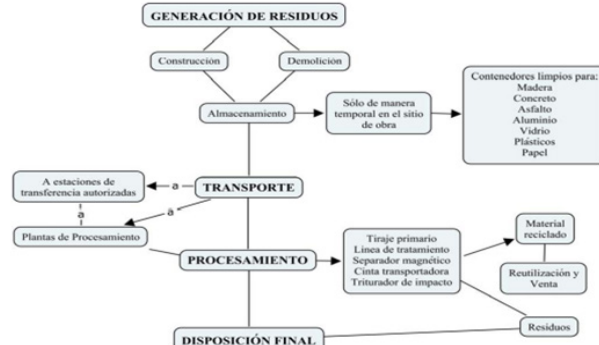 GENERACIÓN DE RESIDUOS
Construcción
Demolición
Almacenamiento
Sólo de manera
temporal en el sitio
de obra
Contenedores limpios para:
Madera
Concreto
Asfalto
Aluminio
Vidrio
Plásticos
Papel
A estaciones de
transferencia autorizadas
a
TRANSPORTE
a
a
Plantas de Procesamiento
PROCESAMIENTO
Tiraje primario
Linea de tratamiento
Separador magnético
Cinta transportadora
Triturador de impacto
Material
reciclado
Reutilización y
Venta
Residuos
DISPOSICIÓN FINAL